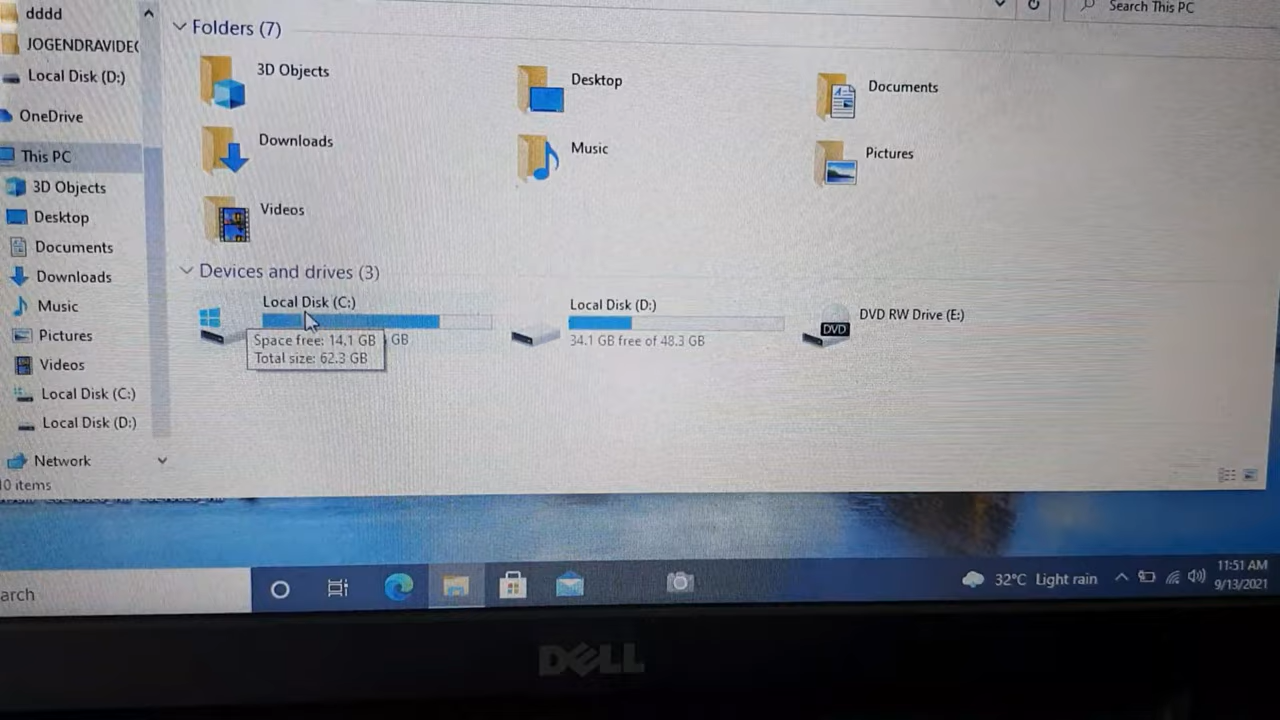 dddd
JOGENDRAVIDEO
Local Disk (D:)
OneDrive
This PC
3D Objects
Desktop
Documents
Downloads
Music
Pictures
Videos
Local Disk (C:)
Local Disk (D:)
Network
10 items
Search This PC
Folders (7)
3D Objects
Desktop
Documents
Downloads
Music
Pictures
Videos
Devices and drives (3)
Local Disk (C:)
Space free: 14.1 GB
Total size: 62.3 GB
GB
Local Disk (D:)
34.1 GB free of 48.3 GB
DVD
DVD RW Drive (E:)
arch
32°C Light rain
11:51 AM
9/13/2021
DELL